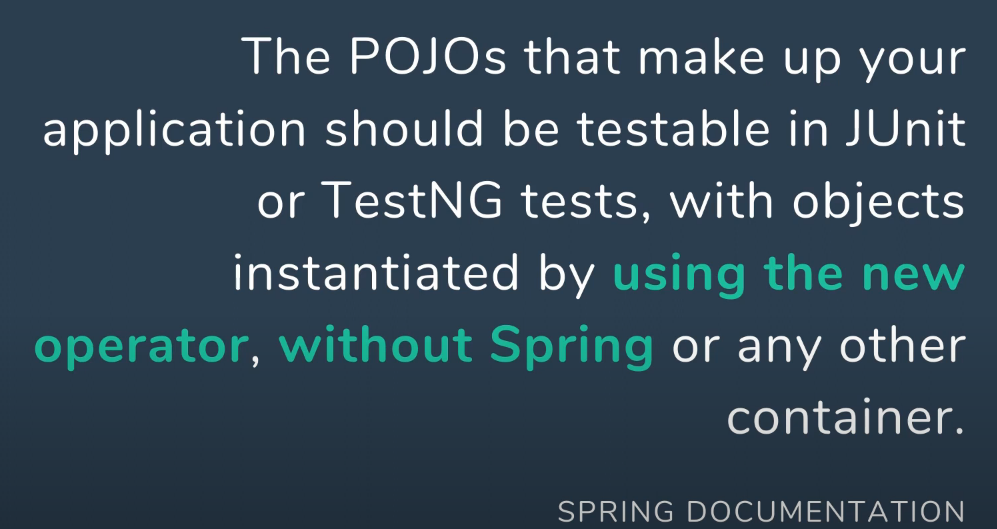 The POJOs that make up your
application should be testable in JUnit
or TestNG tests, with objects
instantiated by using the new
operator, without Spring or any other
container.
SPRING DOCUMENTATION